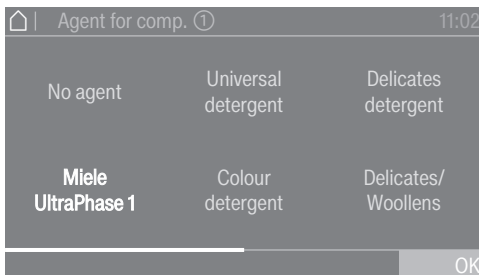 Agent for comp. ①
11:02
No agent
Universal
detergent
Delicates
detergent
Miele
UltraPhase 1
Colour
detergent
Delicates/
Woollens
OK